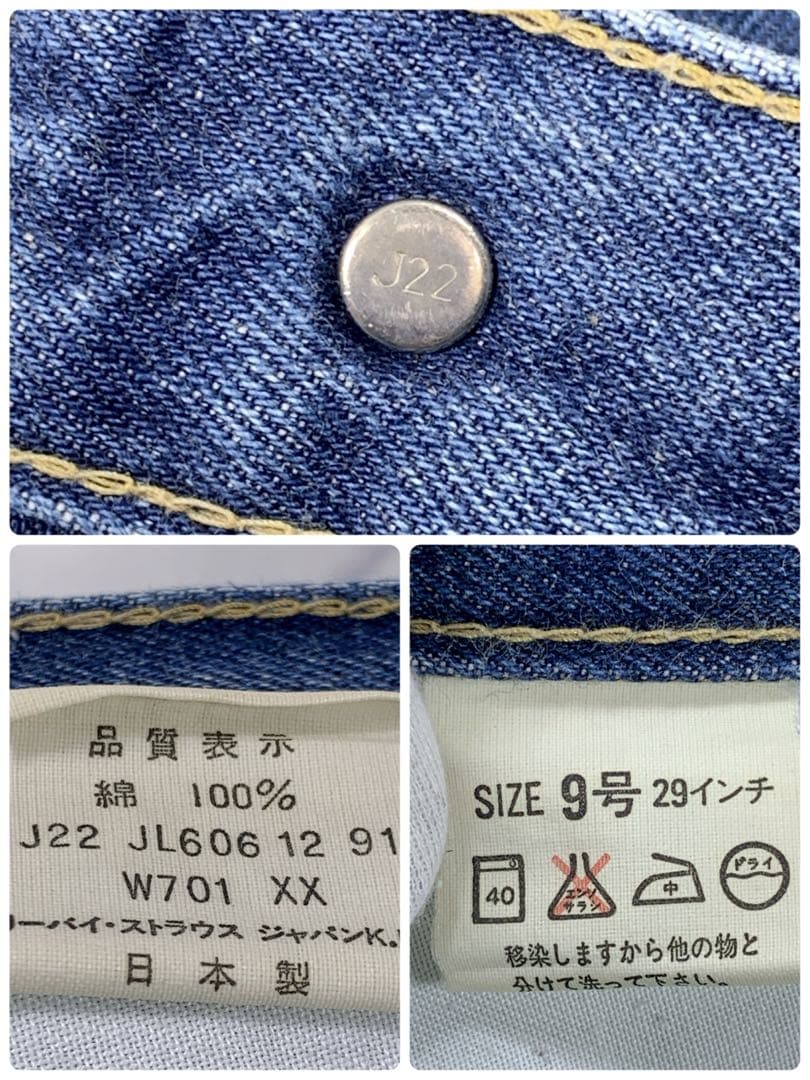 J22
品質表示
綿 100%
J22 JL606 12 91
W701 XX
ーバイ・ストラウス ジャパンK.
日本製
SIZE 9号 29インチ
40 エンソ サラシ 中 ドライ
移染しますから他の物と
分けて洗って下さい。